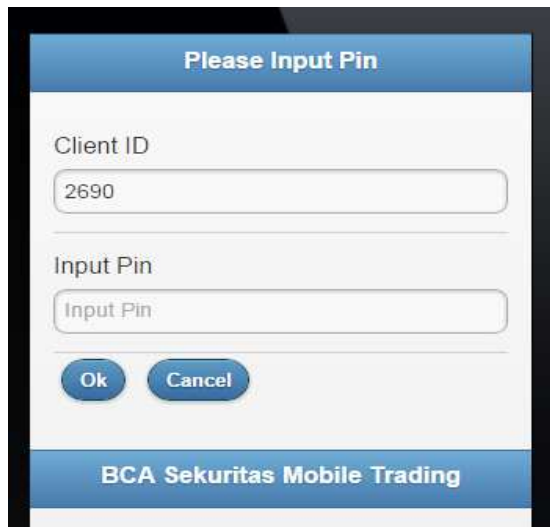 Please Input Pin
Client ID
2690
Input Pin
Input Pin
Ok Cancel
BCA Sekuritas Mobile Trading